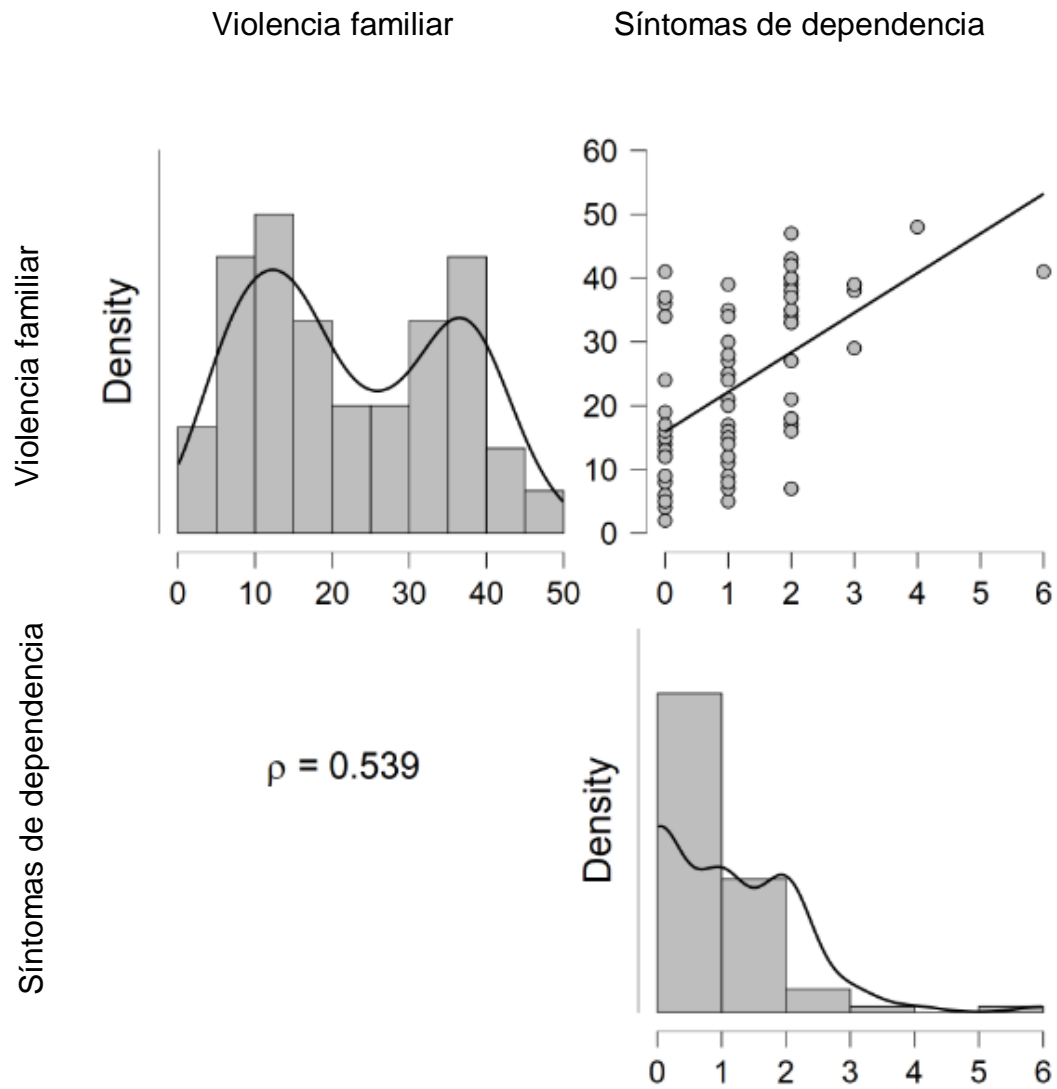 Violencia familiar
Síntomas de dependencia
Violencia familiar
Density
0 10 20 30 40 50
60
50
40
30
20
10
0
0 1 2 3 4 5 6
Síntomas de dependencia
ρ = 0.539
Density
0 1 2 3 4 5 6